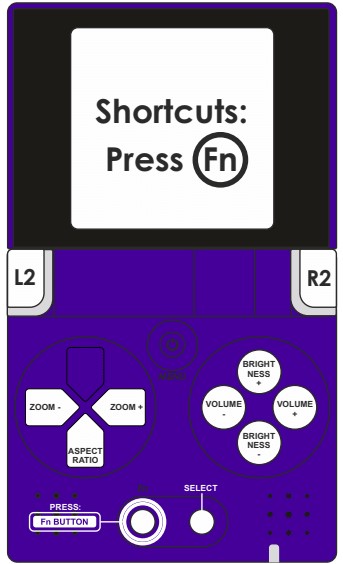 Shortcuts:
Press Fn
L2
R2
ZOOM -
ZOOM +
ASPECT
RATIO
BRIGHT
NESS
+
VOLUME
-
VOLUME
+
BRIGHT
NESS
-
SELECT
PRESS:
Fn BUTTON